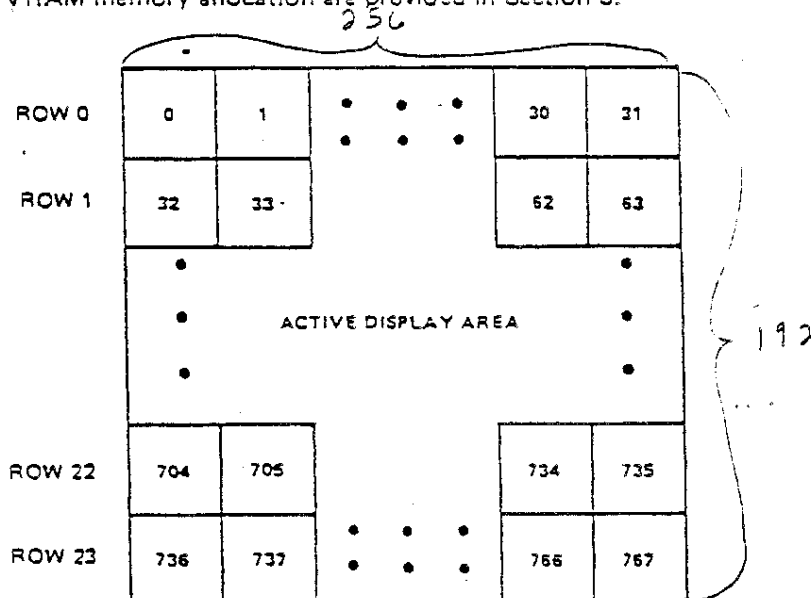 VRAM memory allocation are provided in Section 3.
256
ROW 0 0 1 30 31
ROW 1 32 33 62 63
ACTIVE DISPLAY AREA
192
ROW 22 704 705 734 735
ROW 23 736 737 766 767